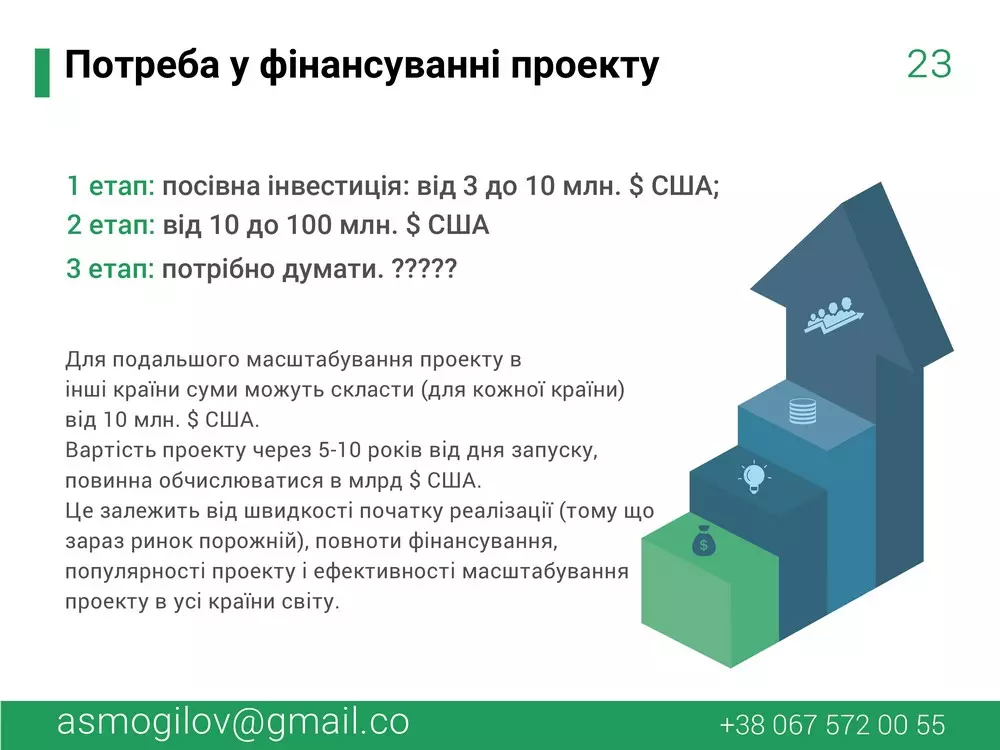 Потреба у фінансуванні проекту
23
1 етап: посівна інвестиція: від 3 до 10 млн. $ США;
2 етап: від 10 до 100 млн. $ США
3 етап: потрібно думати. ?????
Для подальшого масштабування проекту в
інші країни суми можуть скласти (для кожної країни)
від 10 млн. $ США.
Вартість проекту через 5-10 років від дня запуску,
повинна обчислюватися в млрд $ США.
Це залежить від швидкості початку реалізації (тому що
зараз ринок порожній), повноти фінансування,
популярності проекту і ефективності масштабування
проекту в усі країни світу.
$
asmogilov@gmail.co
+38 067 572 00 55